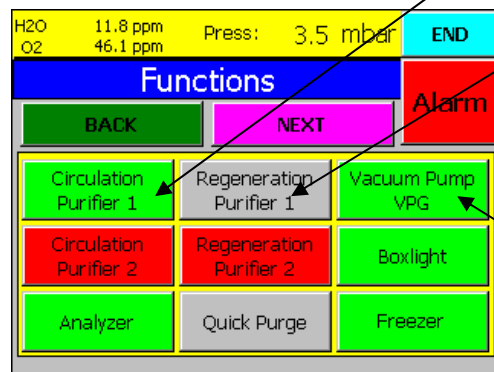 H2O 11.8 ppm Press: 3.5 mbar END
O2 46.1 ppm
Functions
Alarm
BACK NEXT
Circulation Purifier 1
Regeneration Purifier 1
Vacuum Pump VPG
Circulation Purifier 2
Regeneration Purifier 2
Boxlight
Analyzer
Quick Purge
Freezer